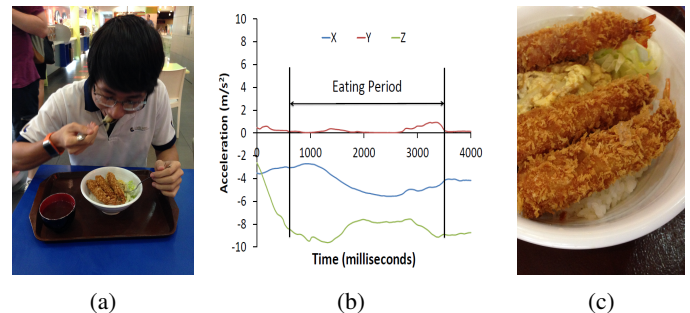 10
8
6
4
2
0
-2
-4
-6
-8
-10
Acceleration (m/s²)
X Y Z
Eating Period
0 1000 2000 3000 4000
Time (milliseconds)
(a) (b) (c)